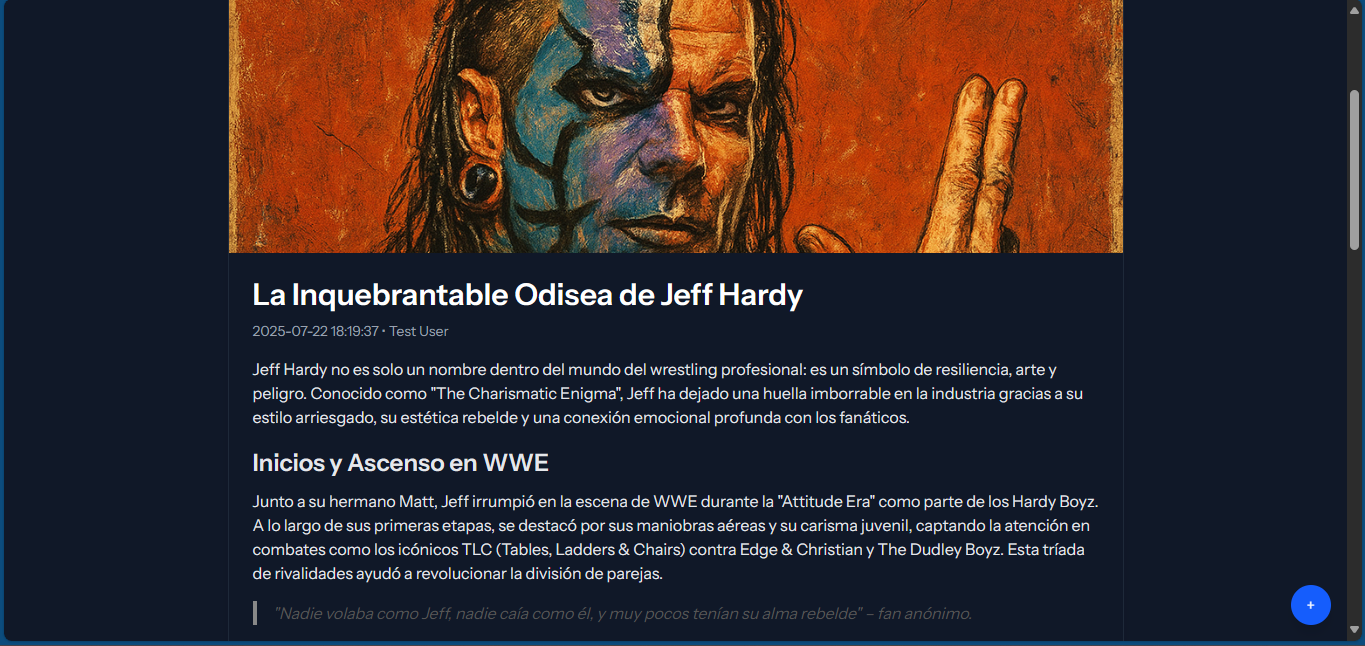 La Inquebrantable Odisea de Jeff Hardy
2025-07-22 18:19:37 • Test User
Jeff Hardy no es solo un nombre dentro del mundo del wrestling profesional: es un símbolo de resiliencia, arte y
peligro. Conocido como "The Charismatic Enigma", Jeff ha dejado una huella imborrable en la industria gracias a su
estilo arriesgado, su estética rebelde y una conexión emocional profunda con los fanáticos.
Inicios y Ascenso en WWE
Junto a su hermano Matt, Jeff irrumpió en la escena de WWE durante la "Attitude Era" como parte de los Hardy Boyz.
A lo largo de sus primeras etapas, se destacó por sus maniobras aéreas y su carisma juvenil, captando la atención en
combates como los icónicos TLC (Tables, Ladders & Chairs) contra Edge & Christian y The Dudley Boyz. Esta tríada
de rivalidades ayudó a revolucionar la división de parejas.
"Nadie volaba como Jeff, nadie caía como él, y muy pocos tenían su alma rebelde" – fan anónimo.
+